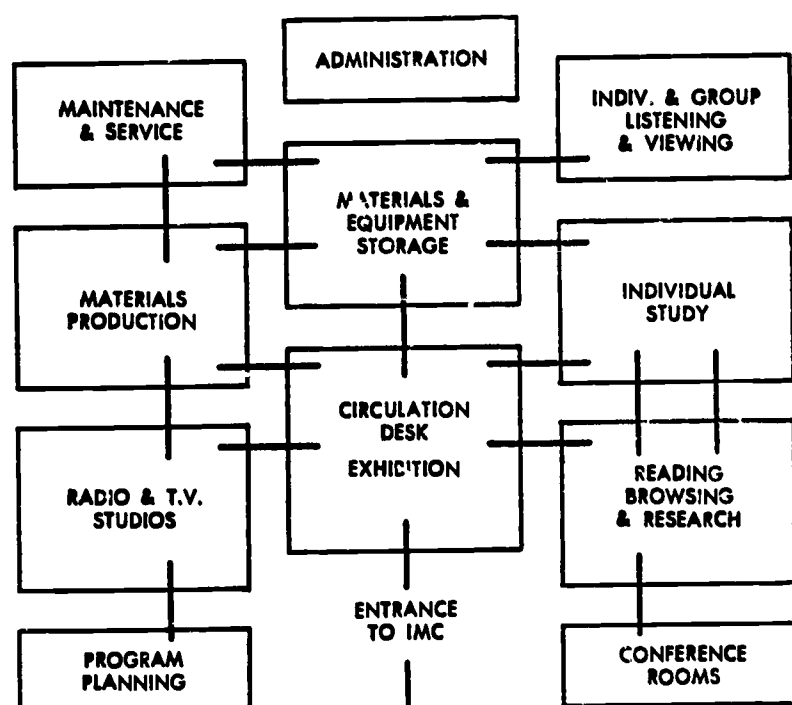 ADMINISTRATION
MAINTENANCE
& SERVICE
INDIV. & GROUP
LISTENING
& VIEWING
MATERIALS &
EQUIPMENT
STORAGE
MATERIALS
PRODUCTION
INDIVIDUAL
STUDY
CIRCULATION
DESK
EXHIBITION
RADIO & T.V.
STUDIOS
READING
BROWSING
& RESEARCH
ENTRANCE
TO IMC
PROGRAM
PLANNING
CONFERENCE
ROOMS